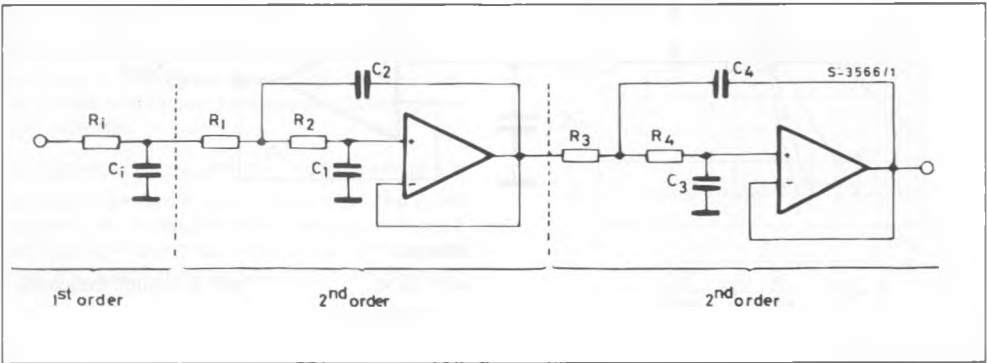 C2
C4
S-3566/1
Ri
R1
R2
R3
R4
Ci
C1
C3
+
-
+
-
1st order
2nd order
2nd order